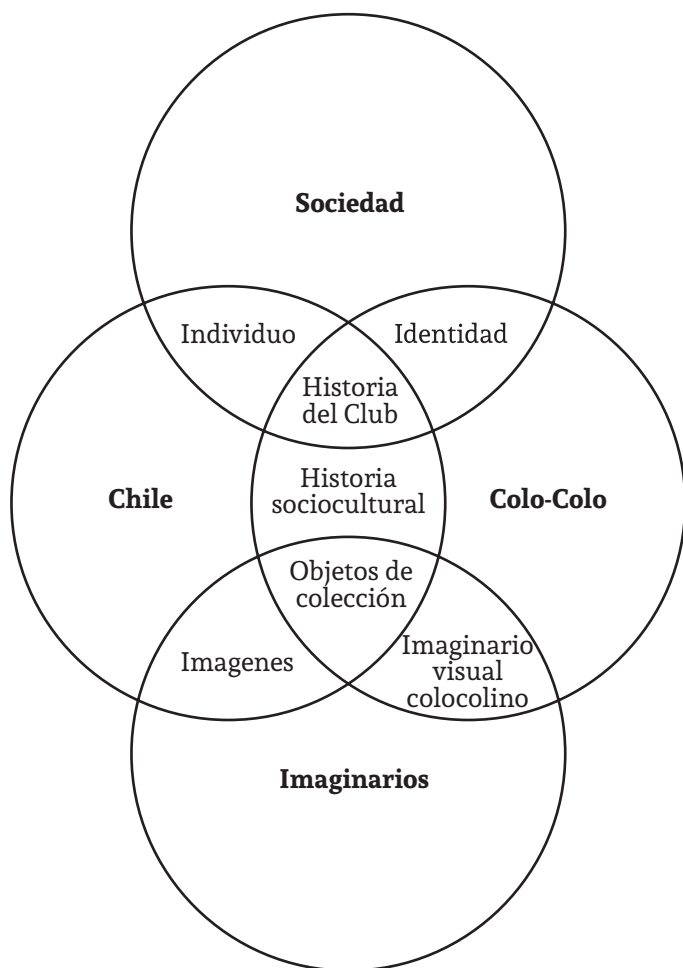 Sociedad
Individuo
Identidad
Historia
del Club
Chile
Historia
sociocultural
Colo-Colo
Objetos de
colección
Imagenes
Imaginario
visual
colocolino
Imaginarios